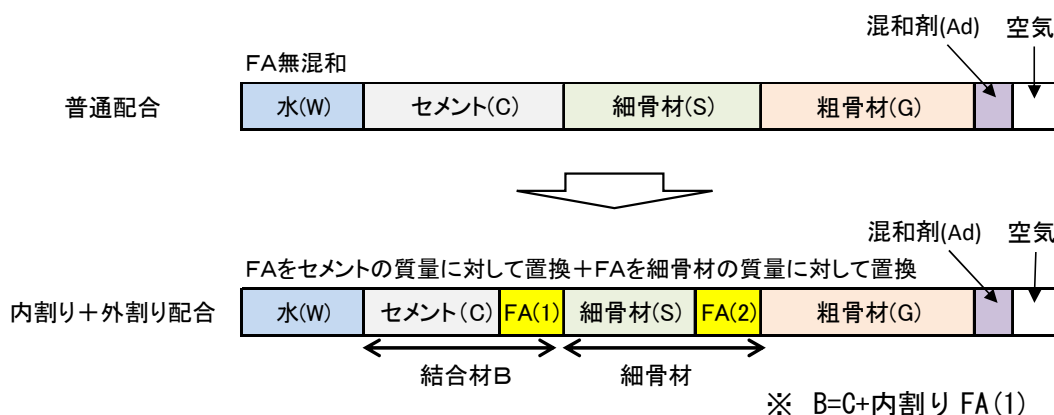 混和剤(Ad) 空気
FA無混和
普通配合 水(W) セメント(C) 細骨材(S) 粗骨材(G)
混和剤(Ad) 空気
FAをセメントの質量に対して置換＋FAを細骨材の質量に対して置換
内割り＋外割り配合 水(W) セメント(C) FA(1) 細骨材(S) FA(2) 粗骨材(G)
結合材B 細骨材
※ B=C+内割り FA(1)